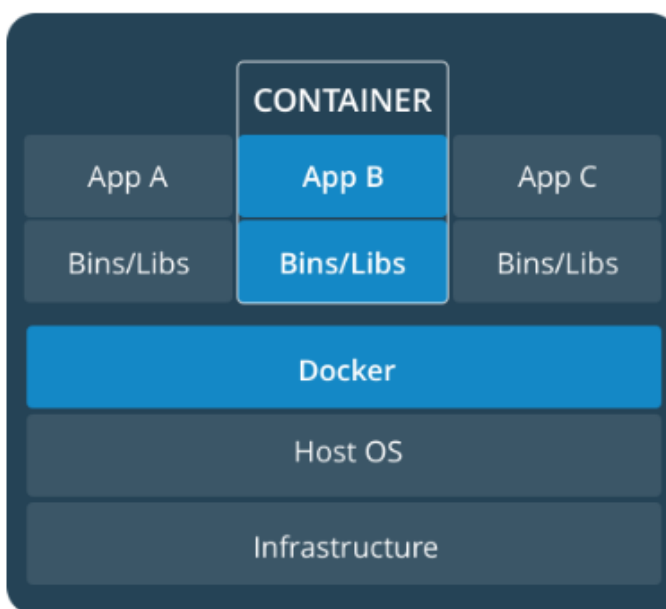 CONTAINER
App A App B App C
Bins/Libs Bins/Libs Bins/Libs
Docker
Host OS
Infrastructure